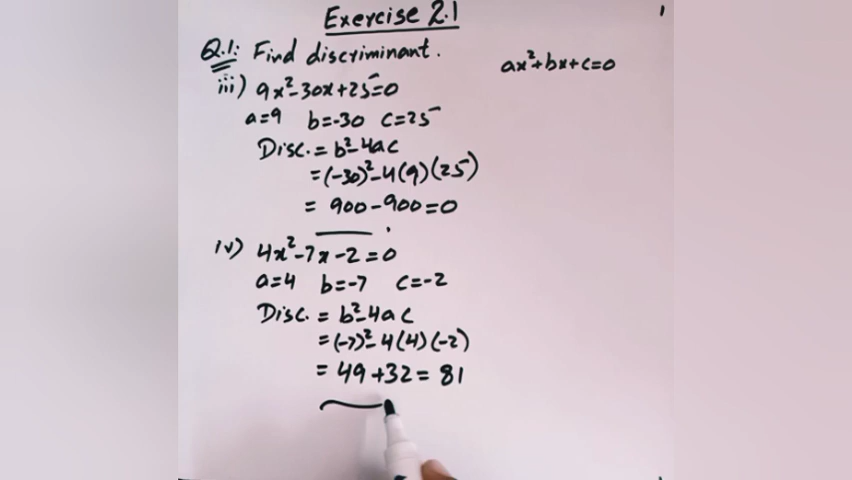 Exercise 2.1
Q.1: Find discriminant.
ax²+bx+c=0
iii) 9x²-30x+25=0
a=9 b=-30 c=25
Disc. = b²-4ac
=(-30)²-4(9)(25)
= 900-900=0
iv) 4x²-7x-2=0
a=4 b=-7 c=-2
Disc. = b²-4ac
=(-7)²-4(4)(-2)
= 49+32= 81